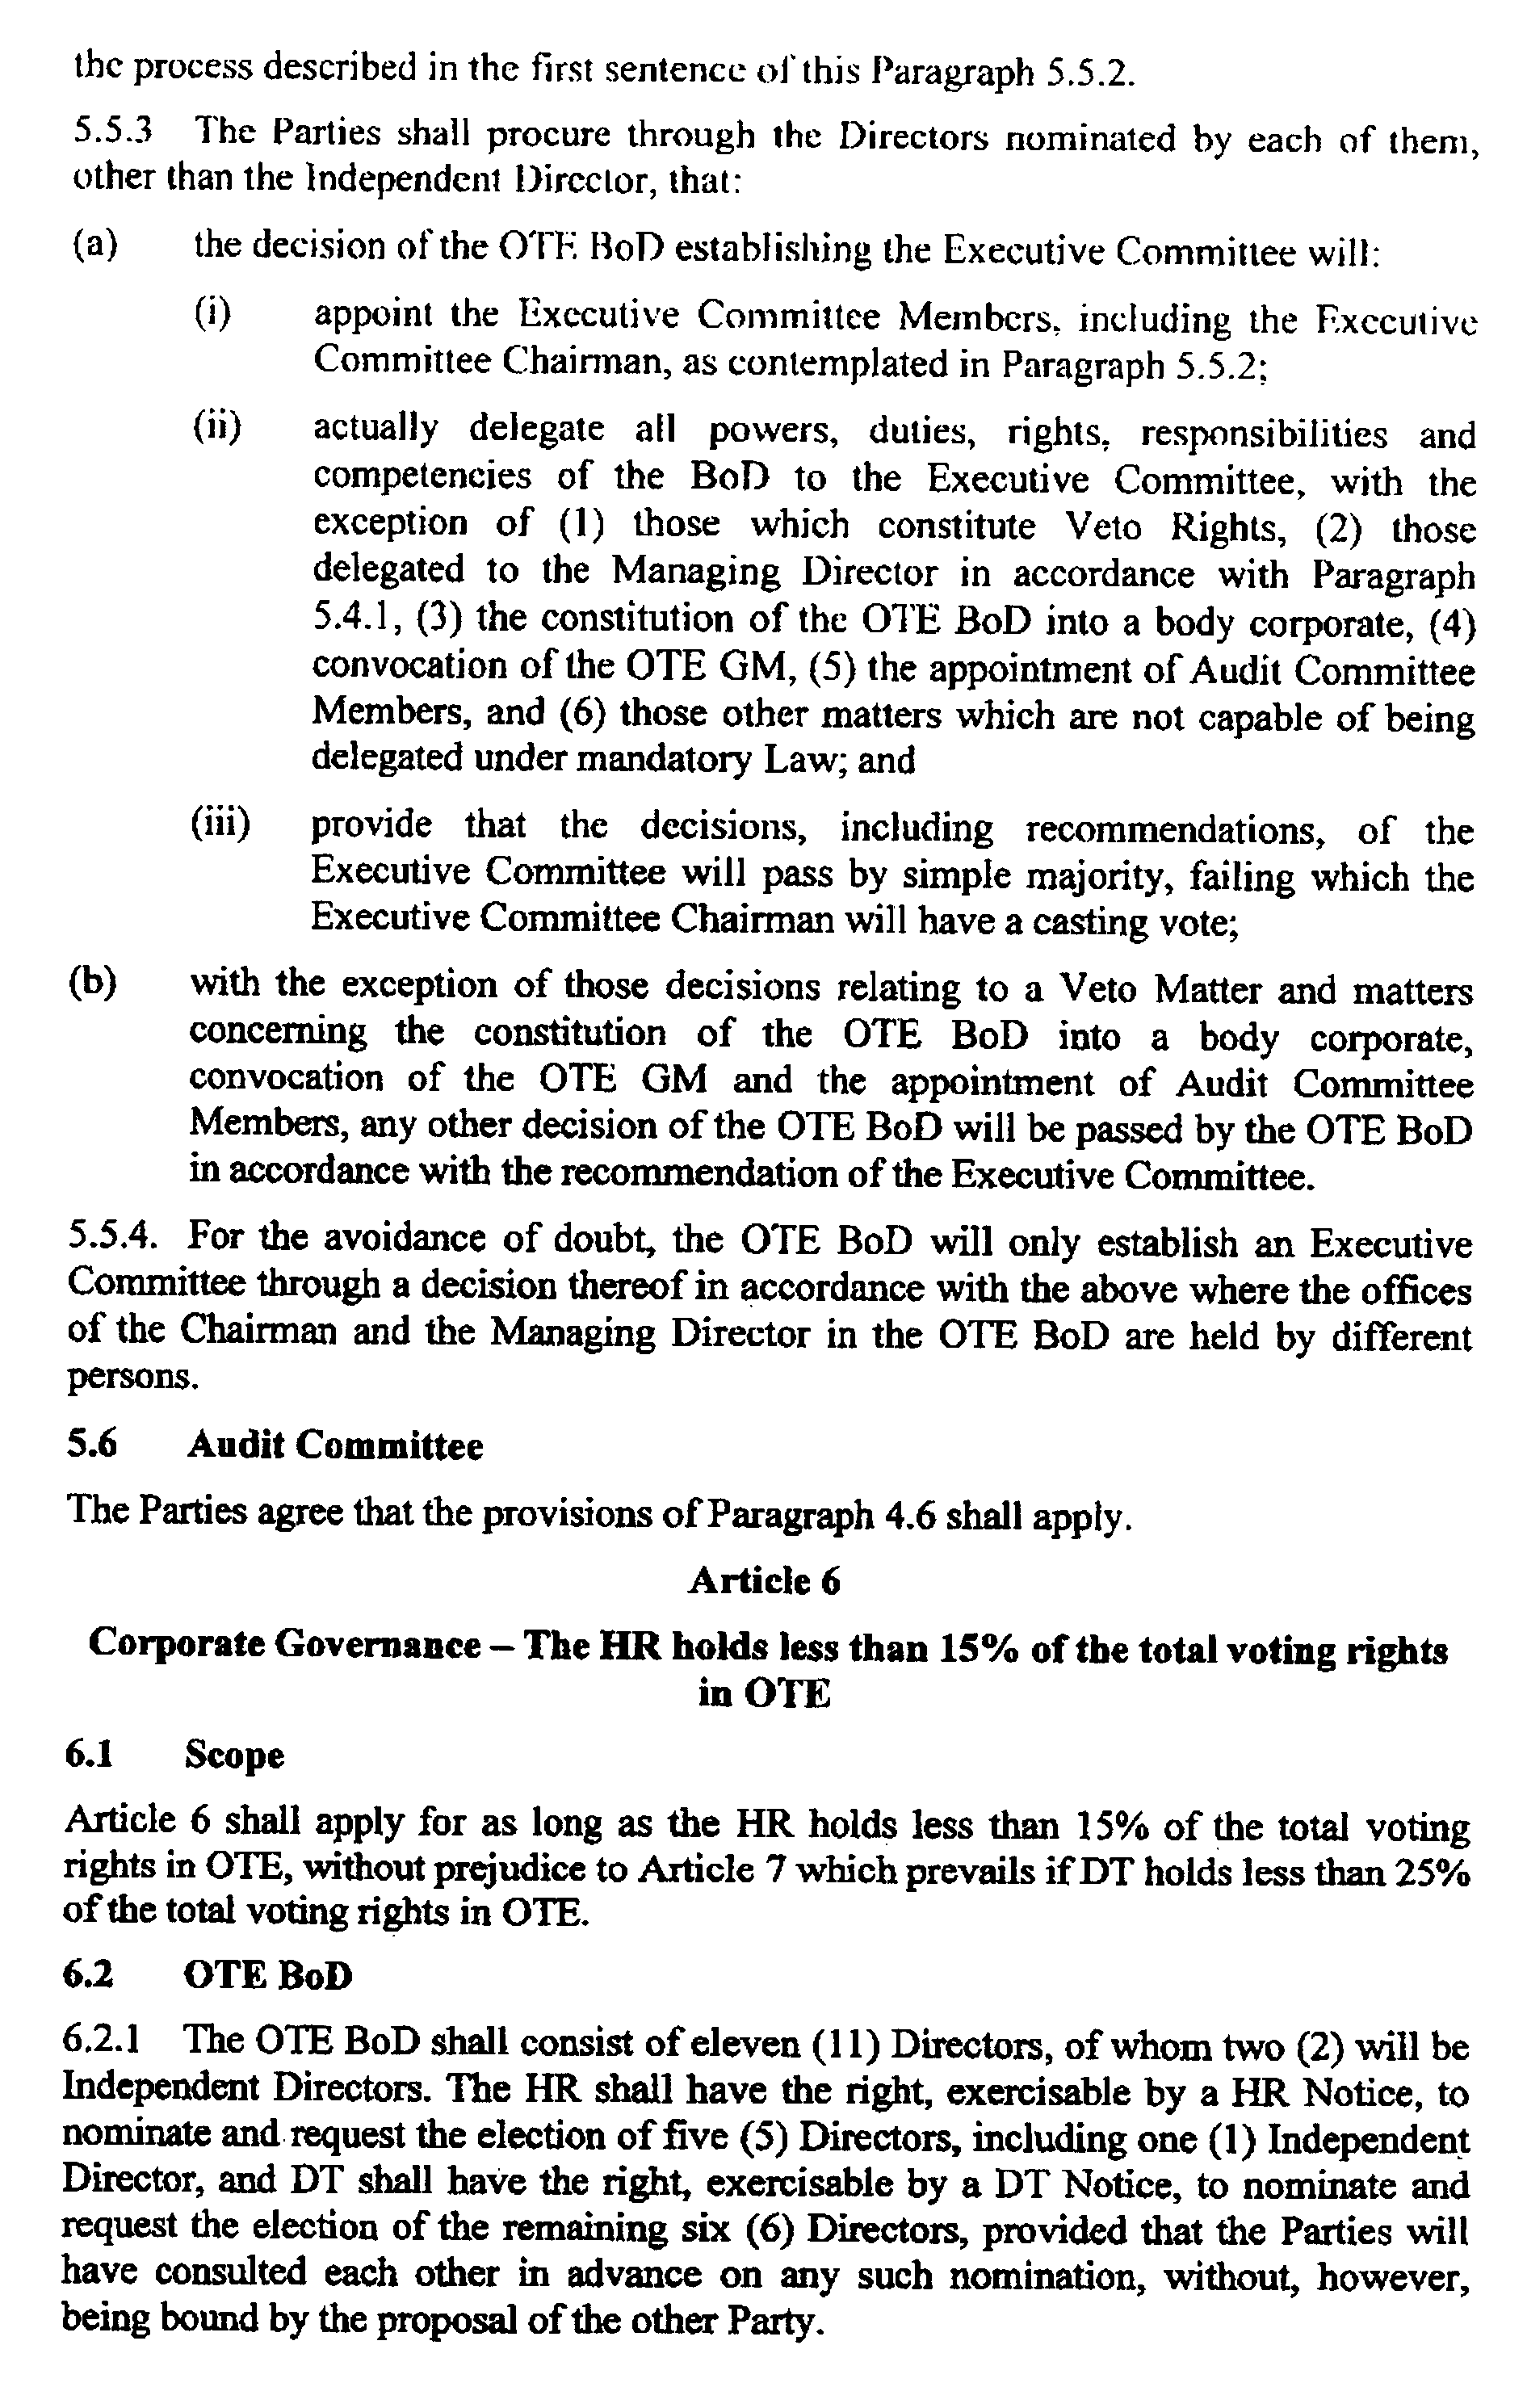 the process described in the first sentence of this Paragraph 5.5.2.
5.5.3 The Parties shall procure through the Directors nominated by each of them,
other than the Independent Director, that:
(a) the decision of the OTE BoD establishing the Executive Committee will:
(i) appoint the Executive Committee Members, including the Executive
Committee Chairman, as contemplated in Paragraph 5.5.2;
(ii) actually delegate all powers, duties, rights, responsibilities and
competencies of the BoD to the Executive Committee, with the
exception of (1) those which constitute Veto Rights, (2) those
delegated to the Managing Director in accordance with Paragraph
5.4.1, (3) the constitution of the OTE BoD into a body corporate, (4)
convocation of the OTE GM, (5) the appointment of Audit Committee
Members, and (6) those other matters which are not capable of being
delegated under mandatory Law; and
(iii) provide that the decisions, including recommendations, of the
Executive Committee will pass by simple majority, failing which the
Executive Committee Chairman will have a casting vote;
(b) with the exception of those decisions relating to a Veto Matter and matters
concerning the constitution of the OTE BoD into a body corporate,
convocation of the OTE GM and the appointment of Audit Committee
Members, any other decision of the OTE BoD will be passed by the OTE BoD
in accordance with the recommendation of the Executive Committee.
5.5.4. For the avoidance of doubt, the OTE BoD will only establish an Executive
Committee through a decision thereof in accordance with the above where the offices
of the Chairman and the Managing Director in the OTE BoD are held by different
persons.
5.6 Audit Committee
The Parties agree that the provisions of Paragraph 4.6 shall apply.
Article 6
Corporate Governance – The HR holds less than 15% of the total voting rights
in OTE
6.1 Scope
Article 6 shall apply for as long as the HR holds less than 15% of the total voting
rights in OTE, without prejudice to Article 7 which prevails if DT holds less than 25%
of the total voting rights in OTE.
6.2 OTE BoD
6.2.1 The OTE BoD shall consist of eleven (11) Directors, of whom two (2) will be
Independent Directors. The HR shall have the right, exercisable by a HR Notice, to
nominate and request the election of five (5) Directors, including one (1) Independent
Director, and DT shall have the right, exercisable by a DT Notice, to nominate and
request the election of the remaining six (6) Directors, provided that the Parties will
have consulted each other in advance on any such nomination, without, however,
being bound by the proposal of the other Party.